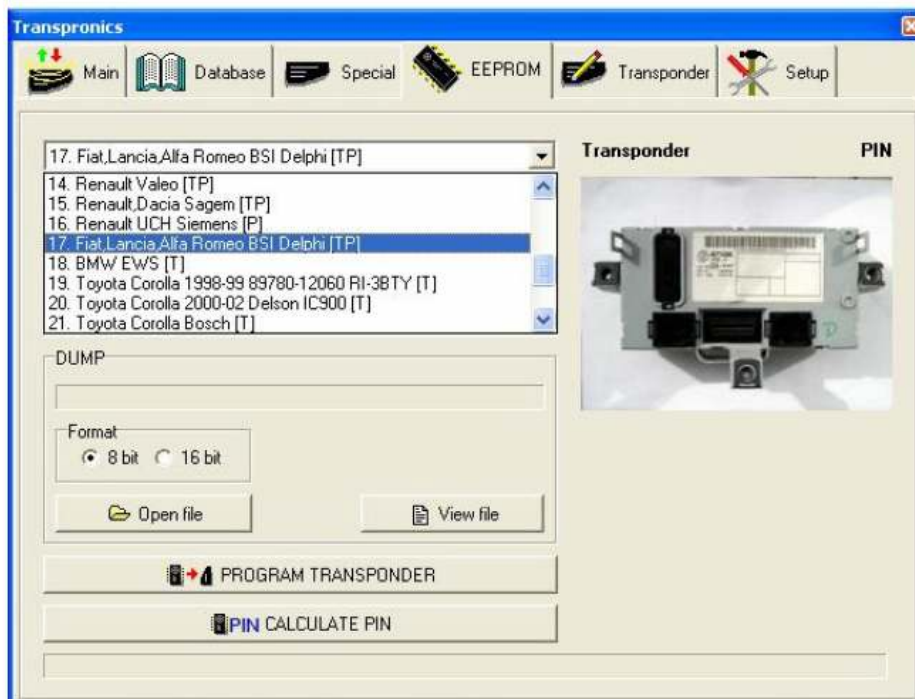 Transpronics
Main Database Special EEPROM Transponder Setup
17. Fiat,Lancia,Alfa Romeo BSI Delphi [TP]
Transponder PIN
14. Renault Valeo [TP]
15. Renault,Dacia Sagem [TP]
16. Renault UCH Siemens [P]
17. Fiat,Lancia,Alfa Romeo BSI Delphi [TP]
18. BMW EWS [T]
19. Toyota Corolla 1998-99 89780-12060 RI-3BTY [T]
20. Toyota Corolla 2000-02 Delson IC900 [T]
21. Toyota Corolla Bosch [T]
DUMP
Format
8 bit 16 bit
Open file View file
PROGRAM TRANSPONDER
PIN CALCULATE PIN